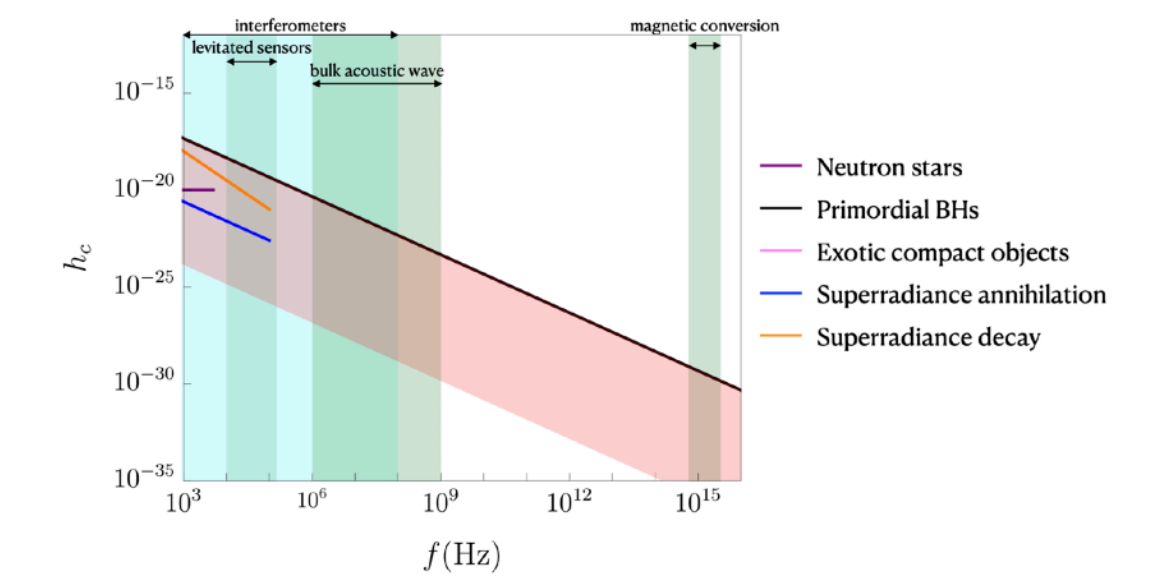 interferometers
magnetic conversion
levitated sensors
bulk acoustic wave
10^{-15}
10^{-20}
10^{-25}
10^{-30}
10^{-35}
h_c
10^3
10^6
10^9
10^{12}
10^{15}
f(Hz)
Neutron stars
Primordial BHs
Exotic compact objects
Superradiance annihilation
Superradiance decay